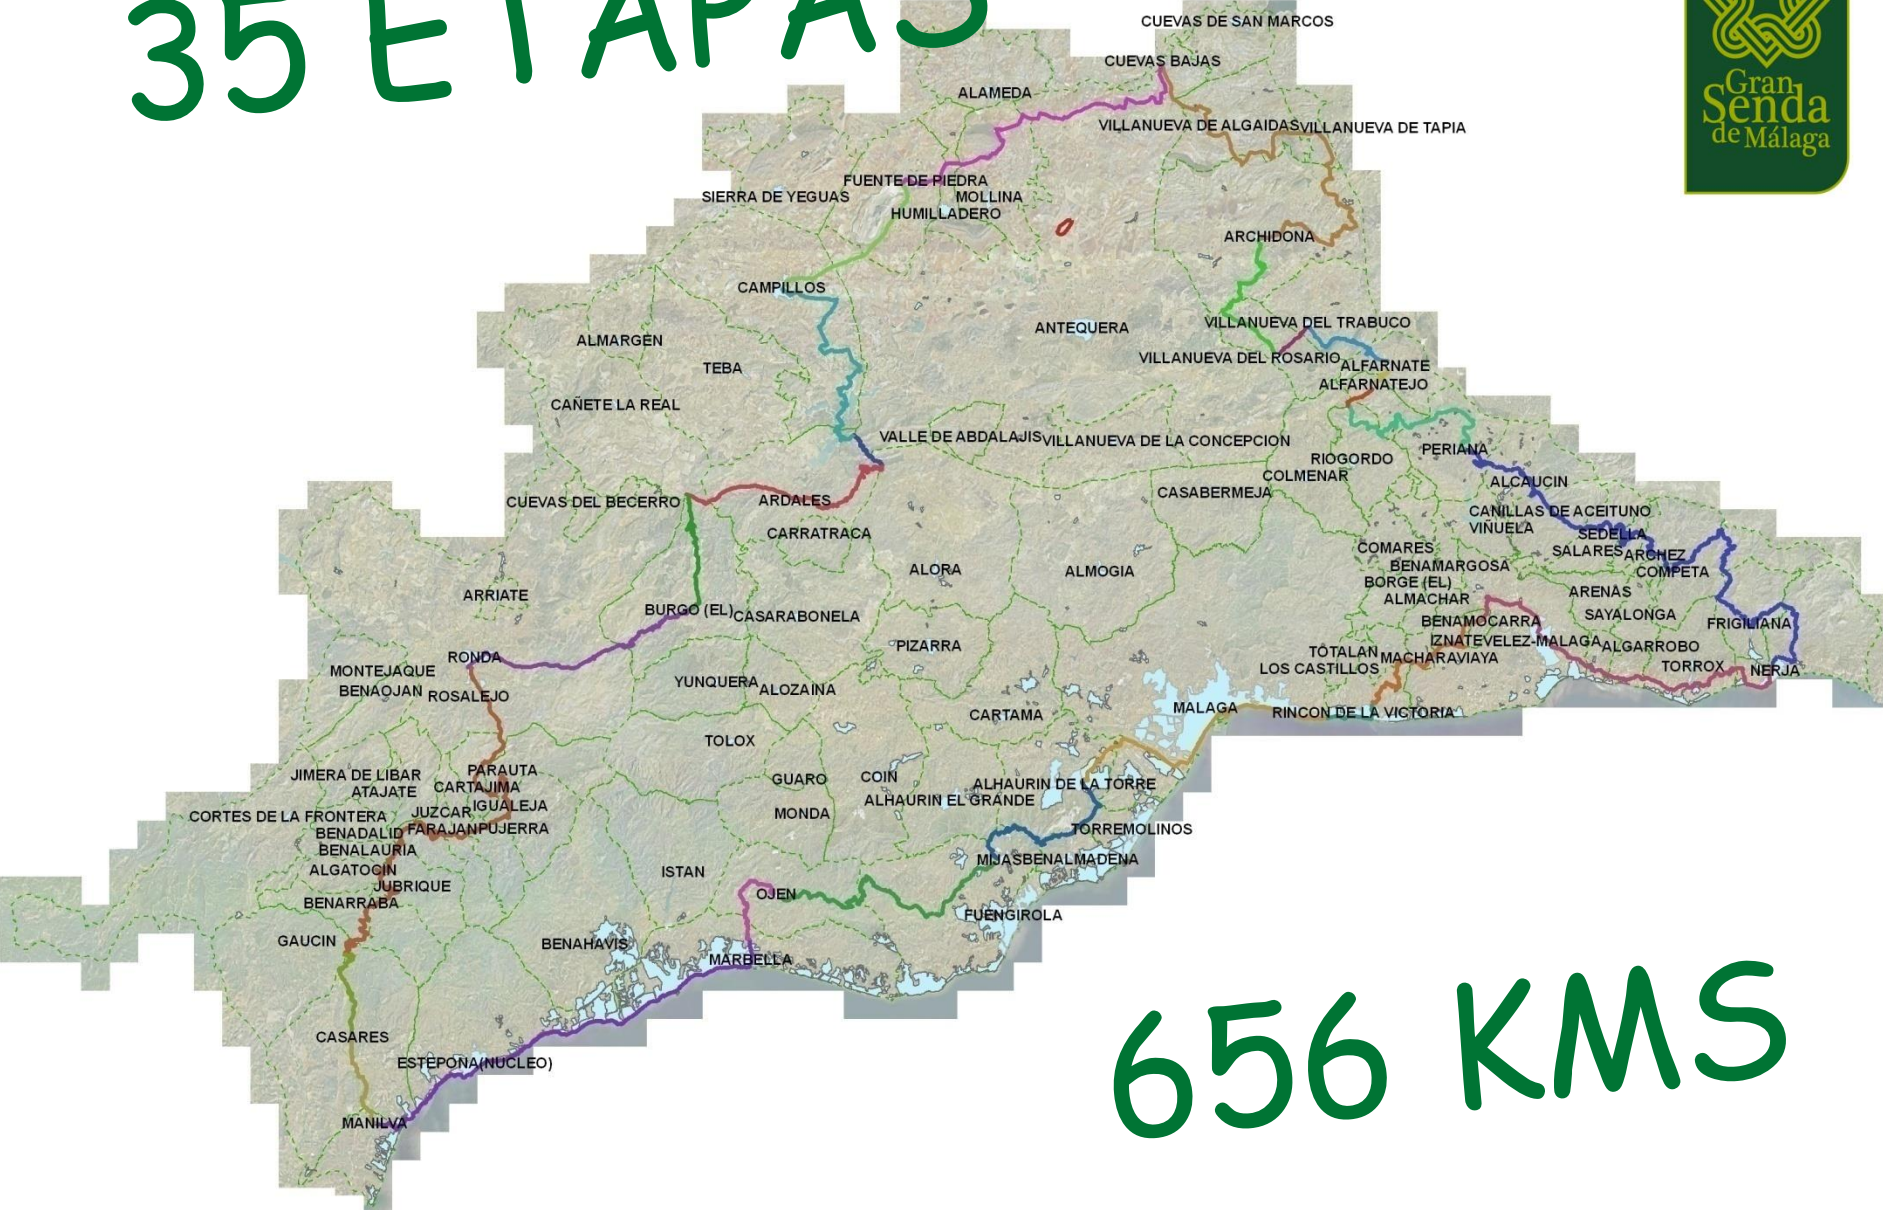 35 ETAPAS
Gran
Senda
de Málaga
CUEVAS DE SAN MARCOS
CUEVAS BAJAS
ALAMEDA
VILLANUEVA DE ALGAIDAS
VILLANUEVA DE TAPIA
FUENTE DE PIEDRA
SIERRA DE YEGUAS
MOLLINA
HUMILLADERO
ARCHIDONA
CAMPILLOS
ANTEQUERA
VILLANUEVA DEL TRABUCO
ALMARGEN
VILLANUEVA DEL ROSARIO
TEBA
ALFARNATE
ALFARNATEJO
CAÑETE LA REAL
VALLE DE ABDALAJIS
VILLANUEVA DE LA CONCEPCION
PERIANA
RIOGORDO
COLMENAR
ALCAUCIN
CASABERMEJA
CUEVAS DEL BECERRO
ARDALES
CANILLAS DE ACEITUNO
VIÑUELA
CARRATRACA
SEDELLA
COMARES
SALARES
ARCHEZ
BENAMARGOSA
ALORA
ALMOGIA
COMPETA
BORGE (EL)
ARRIATE
ARENAS
ALMACHAR
BURGO (EL)
CASARABONELA
SAYALONGA
BENAMOCARRA
FRIGILIANA
IZNATE
VELEZ-MALAGA
ALGARROBO
PIZARRA
TOTALAN
MACHARAVIAYA
RONDA
LOS CASTILLOS
TORROX
NERJA
MONTEJAQUE
BENAOJAN
ROSALEJO
YUNQUERA
ALOZAINA
MALAGA
RINCON DE LA VICTORIA
CARTAMA
TOLOX
PARAUTA
JIMERA DE LIBAR
CARTAJIMA
ATAJATE
GUARO
COIN
ALHAURIN DE LA TORRE
ALHAURIN EL GRANDE
IGUALEJA
JUZCAR
MONDA
CORTES DE LA FRONTERA
BENADALID
FARAJAN
PUJERRA
TORREMOLINOS
BENALAURIA
MIJAS
BENALMADENA
ALGATOCIN
ISTAN
JUBRIQUE
OJEN
BENARRABA
FUENGIROLA
GAUCIN
BENAHAVIS
MARBELLA
CASARES
ESTEPONA(NUCLEO)
MANILVA
656 KMS